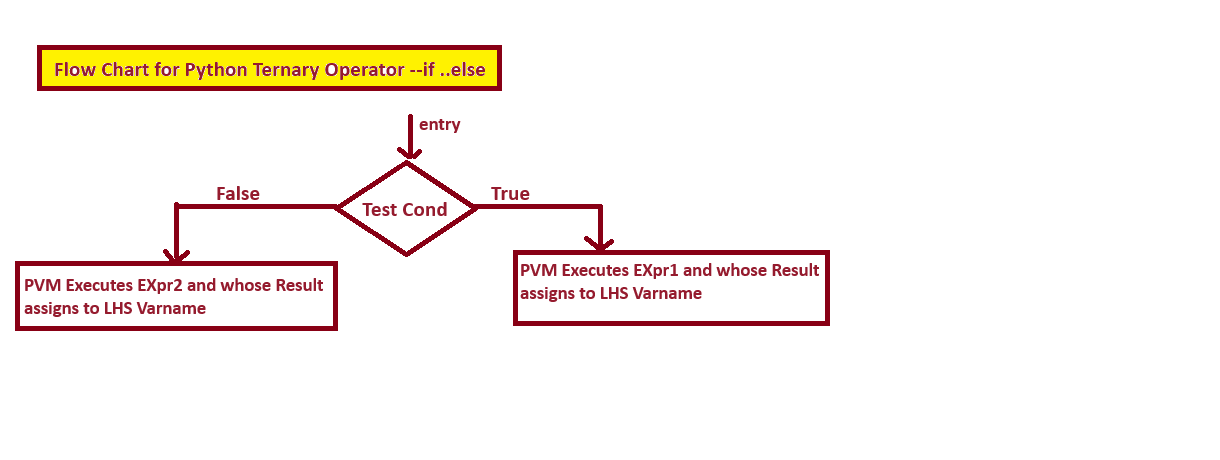 Flow Chart for Python Ternary Operator --if ..else
entry
False
True
Test Cond
PVM Executes EXpr2 and whose Result
assigns to LHS Varname
PVM Executes EXpr1 and whose Result
assigns to LHS Varname